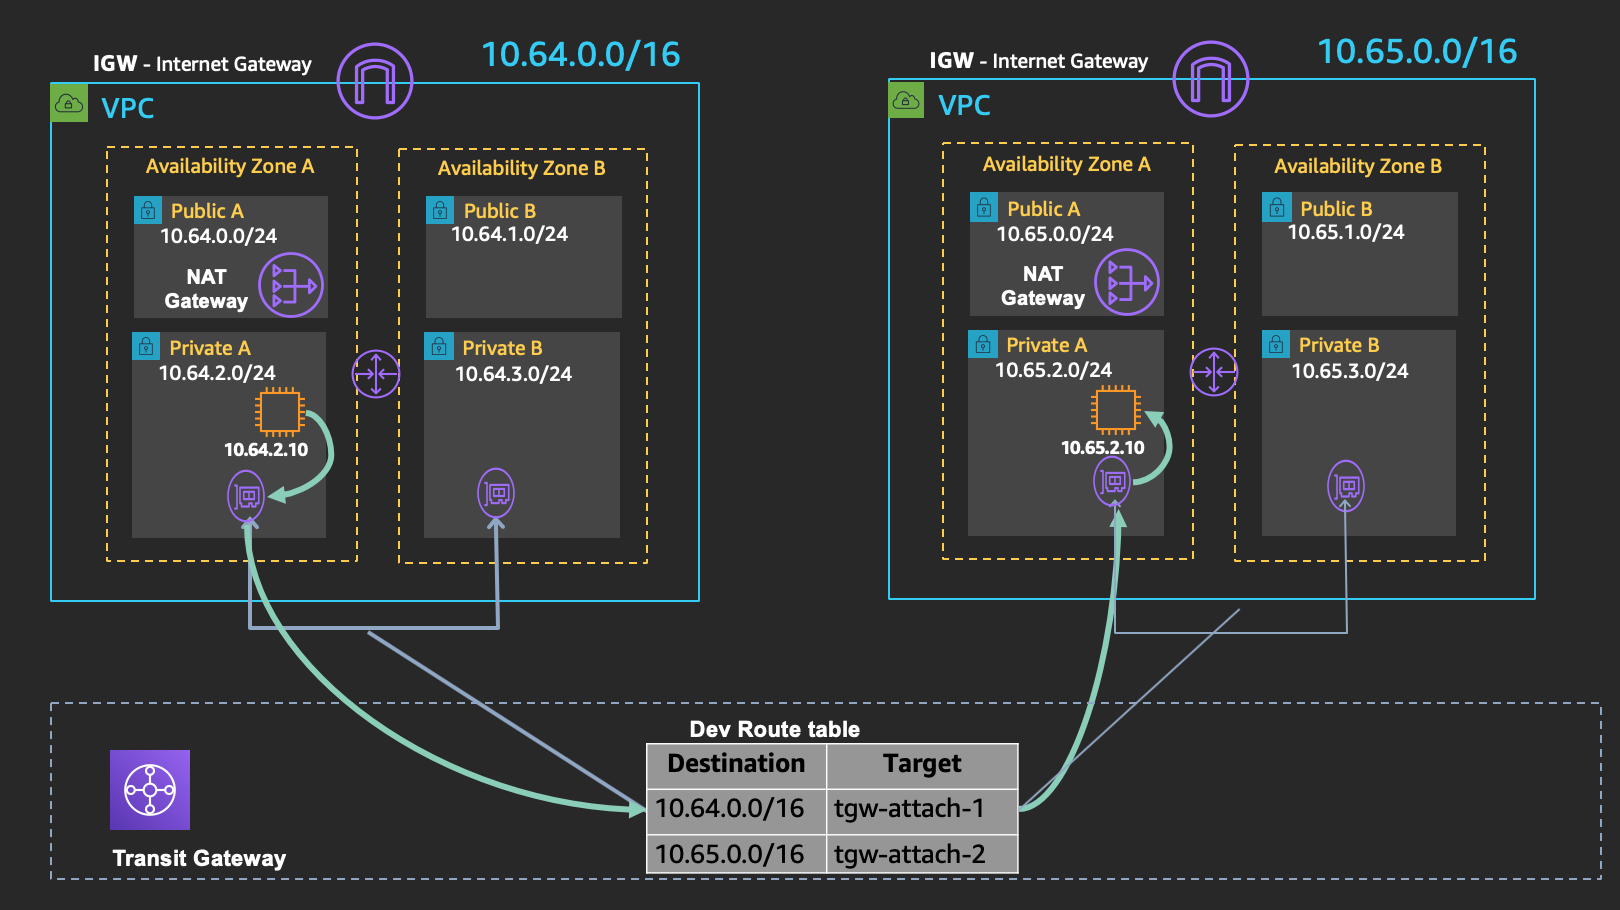 IGW - Internet Gateway
10.64.0.0/16
VPC
Availability Zone A
Public A
10.64.0.0/24
NAT
Gateway
Private A
10.64.2.0/24
10.64.2.10
Availability Zone B
Public B
10.64.1.0/24
Private B
10.64.3.0/24
IGW - Internet Gateway
10.65.0.0/16
VPC
Availability Zone A
Public A
10.65.0.0/24
NAT
Gateway
Private A
10.65.2.0/24
10.65.2.10
Availability Zone B
Public B
10.65.1.0/24
Private B
10.65.3.0/24
Transit Gateway
Dev Route table
Destination Target
10.64.0.0/16 tgw-attach-1
10.65.0.0/16 tgw-attach-2